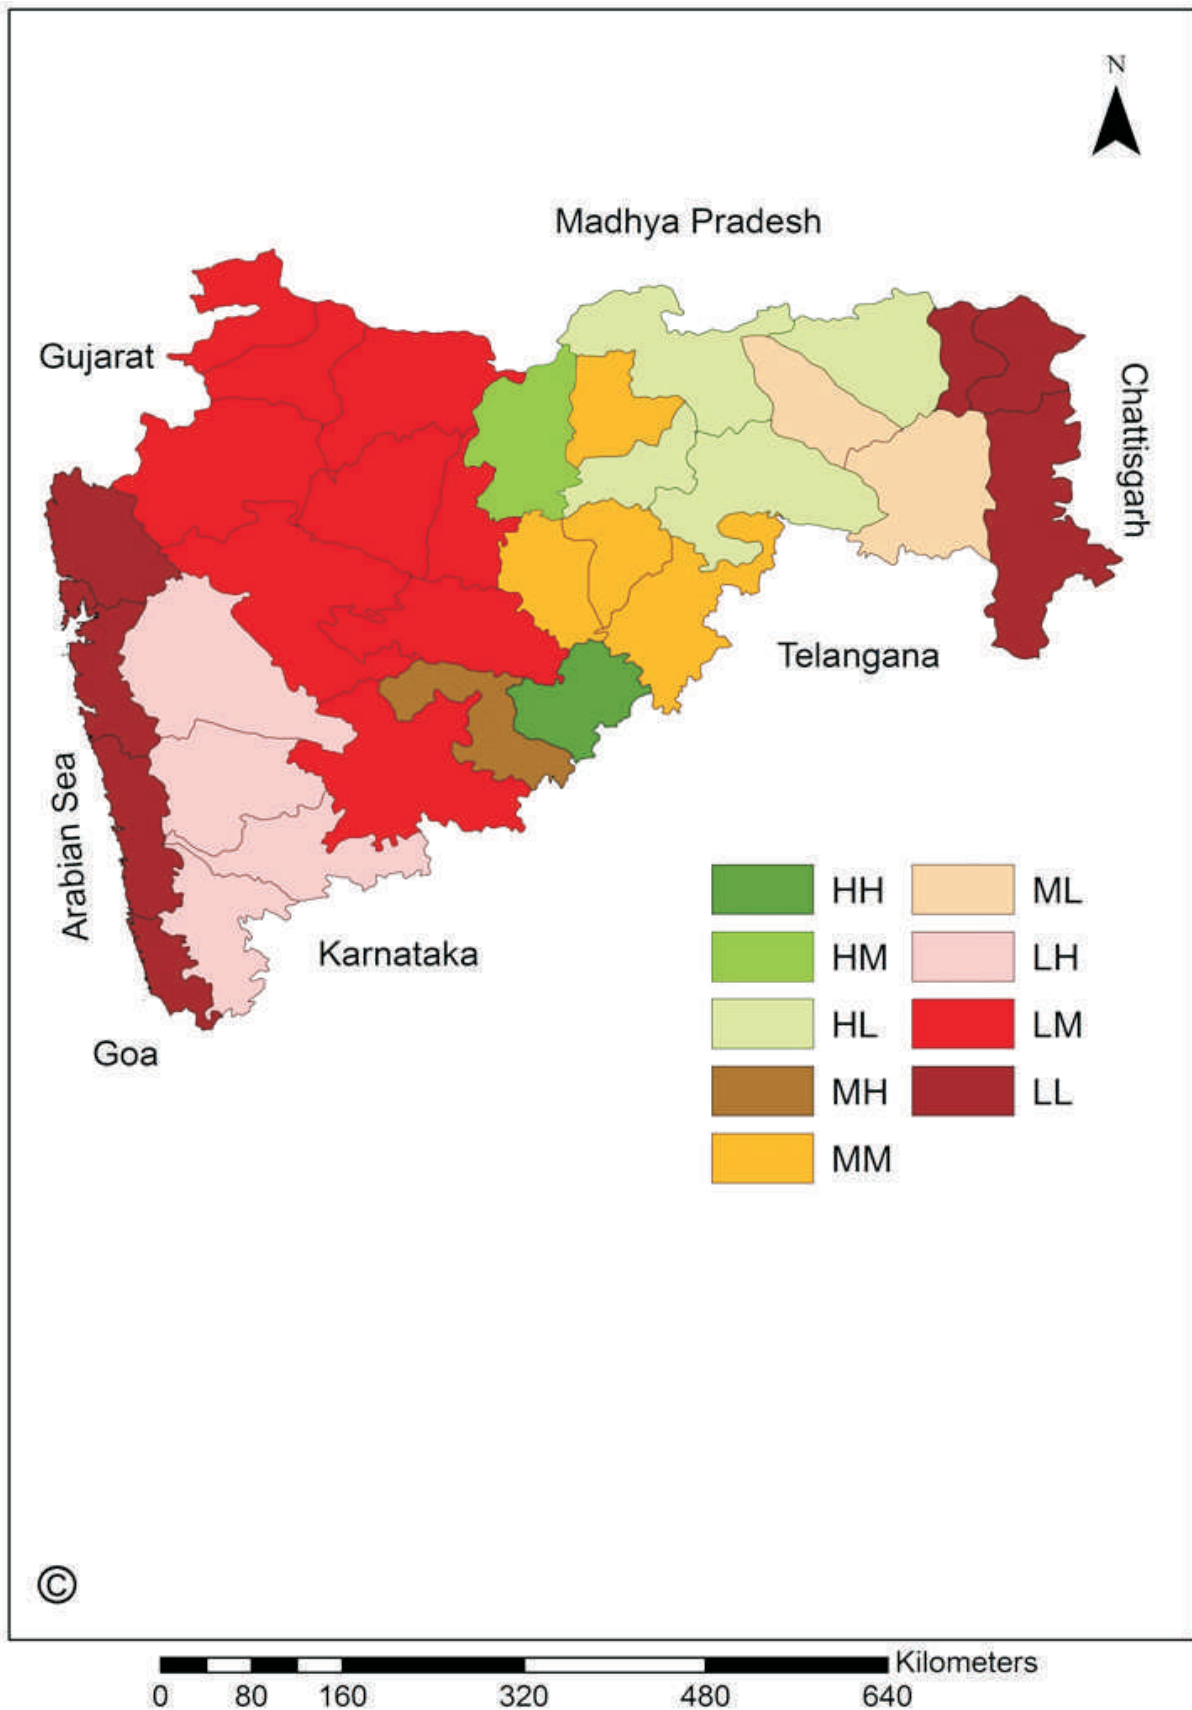 N
Madhya Pradesh
Gujarat
Chattisgarh
Telangana
Arabian Sea
Karnataka
Goa
HH
ML
HM
LH
HL
LM
MH
LL
MM
©
Kilometers
0 80 160 320 480 640